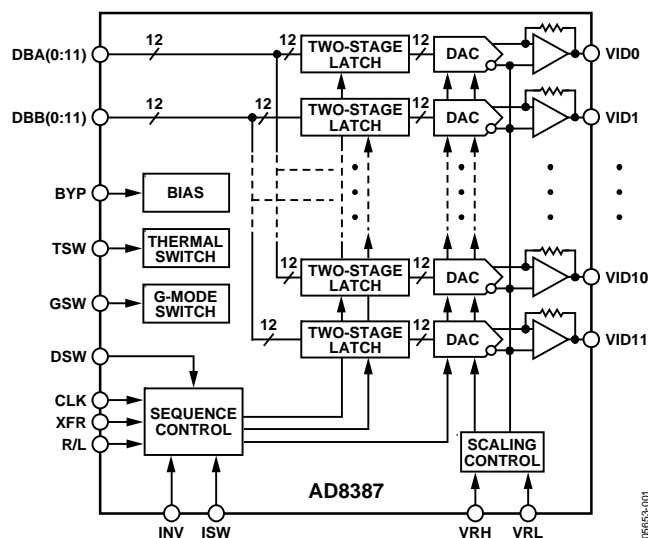 DBA(0:11) 12 12 TWO-STAGE LATCH 12 DAC VID0
DBB(0:11) 12 12 TWO-STAGE LATCH 12 DAC VID1
BYP BIAS
TSW THERMAL SWITCH
12 TWO-STAGE LATCH 12 DAC VID10
GSW G-MODE SWITCH
12 TWO-STAGE LATCH 12 DAC VID11
DSW
CLK
XFR SEQUENCE CONTROL
R/L
SCALING CONTROL
AD8387
INV ISW VRH VRL
05653-001